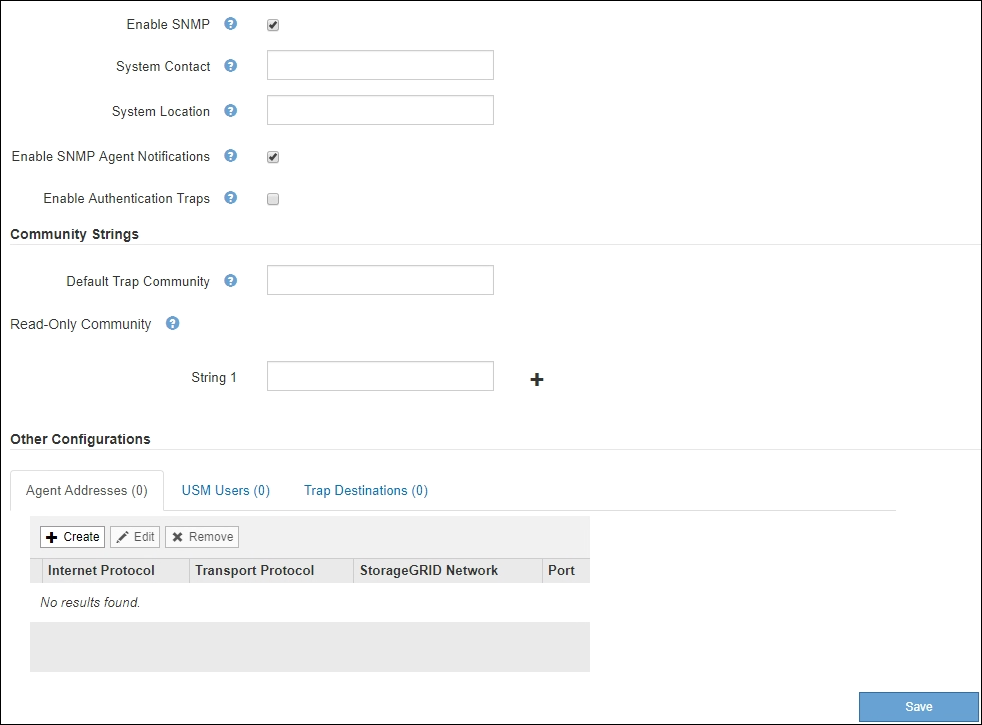 Enable SNMP ?
System Contact ?
System Location ?
Enable SNMP Agent Notifications ?
Enable Authentication Traps ?
Community Strings
Default Trap Community ?
Read-Only Community ?
String 1
Other Configurations
Agent Addresses (0) USM Users (0) Trap Destinations (0)
Create Edit Remove
Internet Protocol Transport Protocol StorageGRID Network Port
No results found.
Save